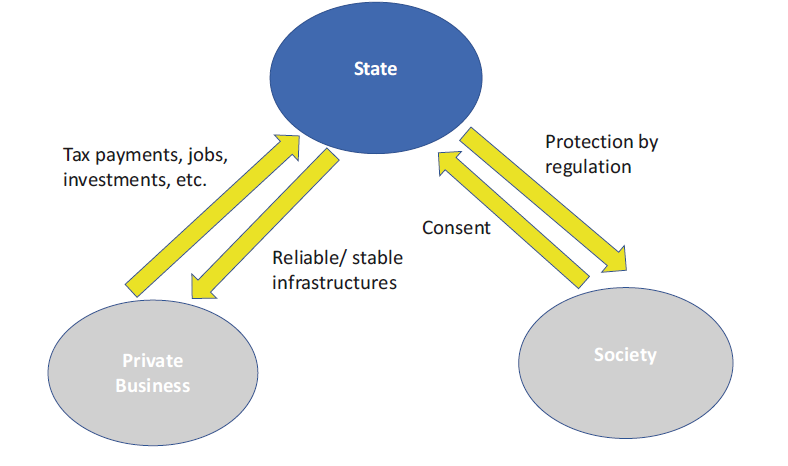 State
Tax payments, jobs,
investments, etc.
Protection by
regulation
Consent
Reliable/ stable
infrastructures
Private
Business
Society